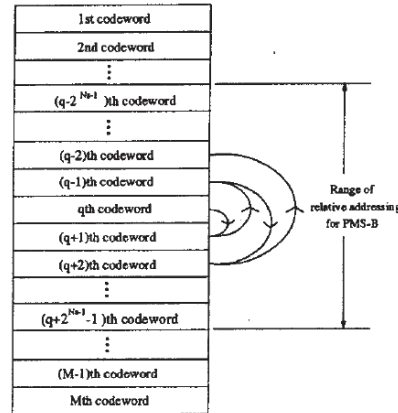 1st codeword
2nd codeword
⋮
(q-2^{Ns-1})th codeword
⋮
(q-2)th codeword
(q-1)th codeword
qth codeword
(q+1)th codeword
(q+2)th codeword
⋮
(q+2^{Ns-1}-1)th codeword
⋮
(M-1)th codeword
Mth codeword
Range of
relative addressing
for PMS-B